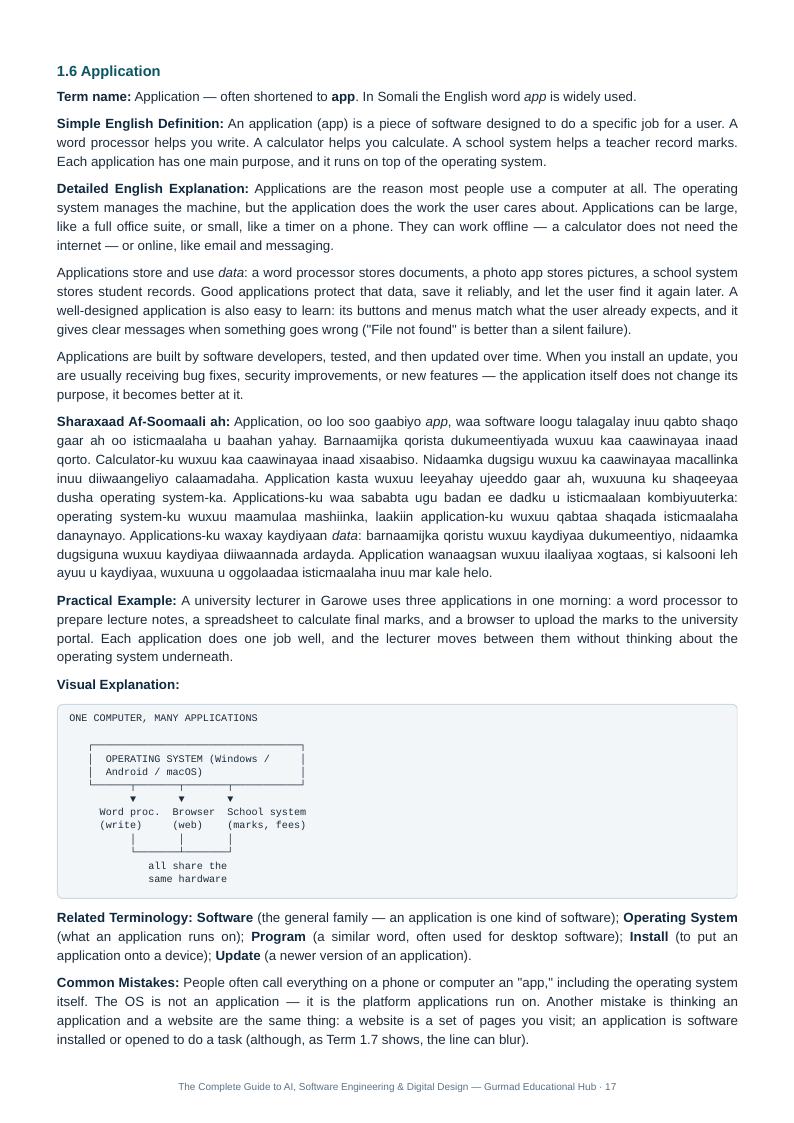 1.6 Application
Term name: Application — often shortened to app. In Somali the English word app is widely used.
Simple English Definition: An application (app) is a piece of software designed to do a specific job for a user. A
word processor helps you write. A calculator helps you calculate. A school system helps a teacher record marks.
Each application has one main purpose, and it runs on top of the operating system.
Detailed English Explanation: Applications are the reason most people use a computer at all. The operating
system manages the machine, but the application does the work the user cares about. Applications can be large,
like a full office suite, or small, like a timer on a phone. They can work offline — a calculator does not need the
internet — or online, like email and messaging.
Applications store and use data: a word processor stores documents, a photo app stores pictures, a school system
stores student records. Good applications protect that data, save it reliably, and let the user find it again later. A
well-designed application is also easy to learn: its buttons and menus match what the user already expects, and it
gives clear messages when something goes wrong ("File not found" is better than a silent failure).
Applications are built by software developers, tested, and then updated over time. When you install an update, you
are usually receiving bug fixes, security improvements, or new features — the application itself does not change its
purpose, it becomes better at it.
Sharaxaad Af-Soomaali ah: Application, oo loo soo gaabiyo app, waa software loogu talagalay inuu qabto shaqo
gaar ah oo isticmaalaha u baahan yahay. Barnaamijka qorista dukumeentiyada wuxuu kaa caawinayaa inaad
qorto. Calculator-ku wuxuu kaa caawinayaa inaad xisaabiso. Nidaamka dugsigu wuxuu ka caawinayaa macallinka
inuu diiwaangeliyo calaamadaha. Application kasta wuxuu leeyahay ujeeddo gaar ah, wuxuuna ku shaqeeyaa
dusha operating system-ka. Applications-ku waa sababta ugu badan ee dadku u isticmaalaan kombiyuuterka:
operating system-ku wuxuu maamulaa mashiinka, laakiin application-ku wuxuu qabtaa shaqada isticmaalaha
danaynayo. Applications-ku waxay kaydiyaan data: barnaamijka qoristu wuxuu kaydiyaa dukumeentiyo, nidaamka
dugsiguna wuxuu kaydiyaa diiwaannada ardayda. Application wanaagsan wuxuu ilaaliyaa xogtaas, si kalsooni leh
ayuu u kaydiyaa, wuxuuna u oggolaadaa isticmaalaha inuu mar kale helo.
Practical Example: A university lecturer in Garowe uses three applications in one morning: a word processor to
prepare lecture notes, a spreadsheet to calculate final marks, and a browser to upload the marks to the university
portal. Each application does one job well, and the lecturer moves between them without thinking about the
operating system underneath.
Visual Explanation:
ONE COMPUTER, MANY APPLICATIONS
OPERATING SYSTEM (Windows /
Android / macOS)
Word proc. Browser School system
(write) (web) (marks, fees)
all share the
same hardware
Related Terminology: Software (the general family — an application is one kind of software); Operating System
(what an application runs on); Program (a similar word, often used for desktop software); Install (to put an
application onto a device); Update (a newer version of an application).
Common Mistakes: People often call everything on a phone or computer an "app," including the operating system
itself. The OS is not an application — it is the platform applications run on. Another mistake is thinking an
application and a website are the same thing: a website is a set of pages you visit; an application is software
installed or opened to do a task (although, as Term 1.7 shows, the line can blur).
The Complete Guide to AI, Software Engineering & Digital Design — Gurmad Educational Hub · 17